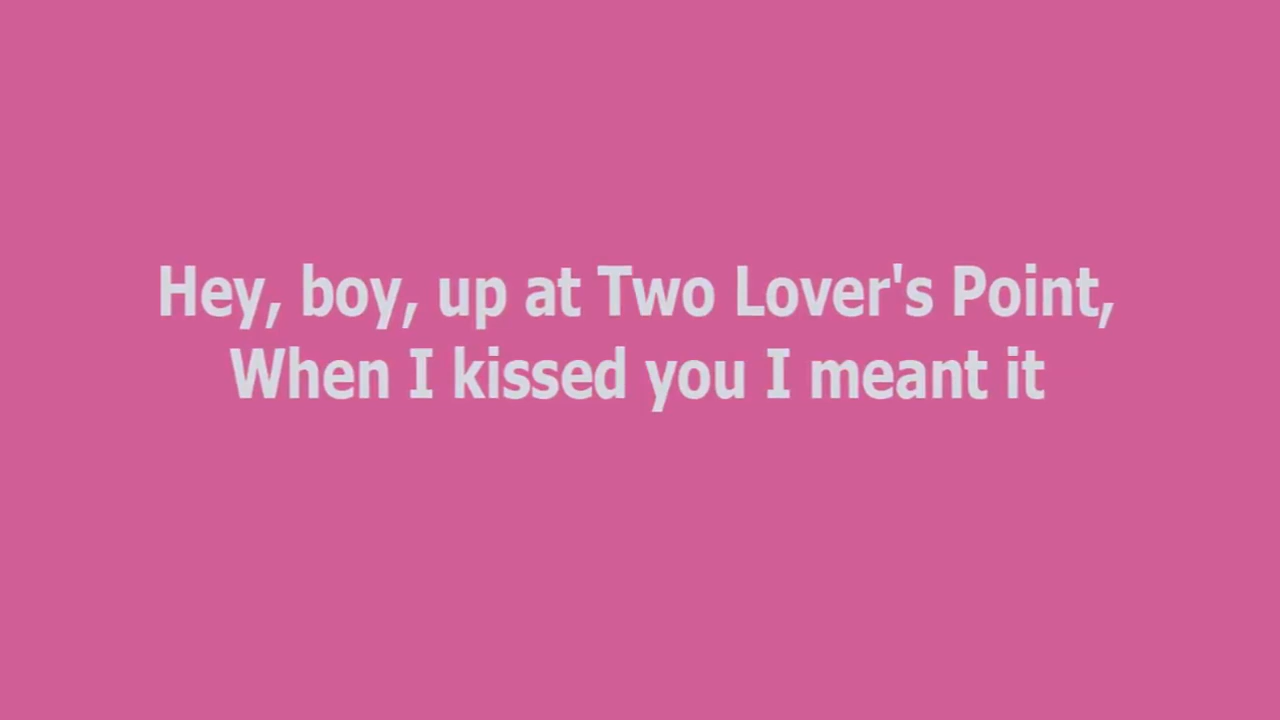 Hey, boy, up at Two Lover's Point,
When I kissed you I meant it